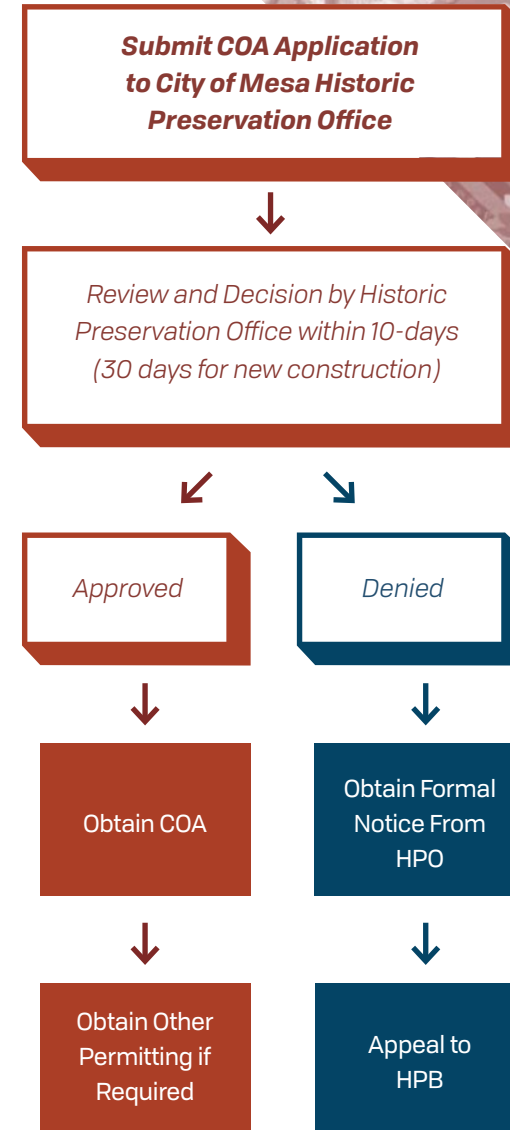 Submit COA Application
to City of Mesa Historic
Preservation Office
Review and Decision by Historic
Preservation Office within 10-days
(30 days for new construction)
Approved
Denied
Obtain COA
Obtain Formal
Notice From
HPO
Obtain Other
Permitting if
Required
Appeal to
HPB